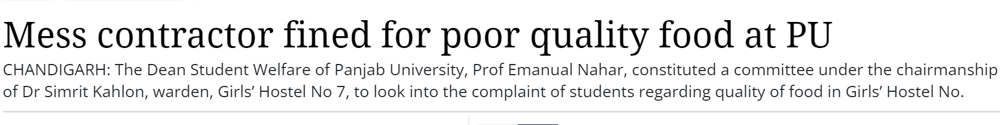 Mess contractor fined for poor quality food at PU
CHANDIGARH: The Dean Student Welfare of Panjab University, Prof Emanual Nahar, constituted a committee under the chairmanship
of Dr Simrit Kahlon, warden, Girls’ Hostel No 7, to look into the complaint of students regarding quality of food in Girls’ Hostel No.